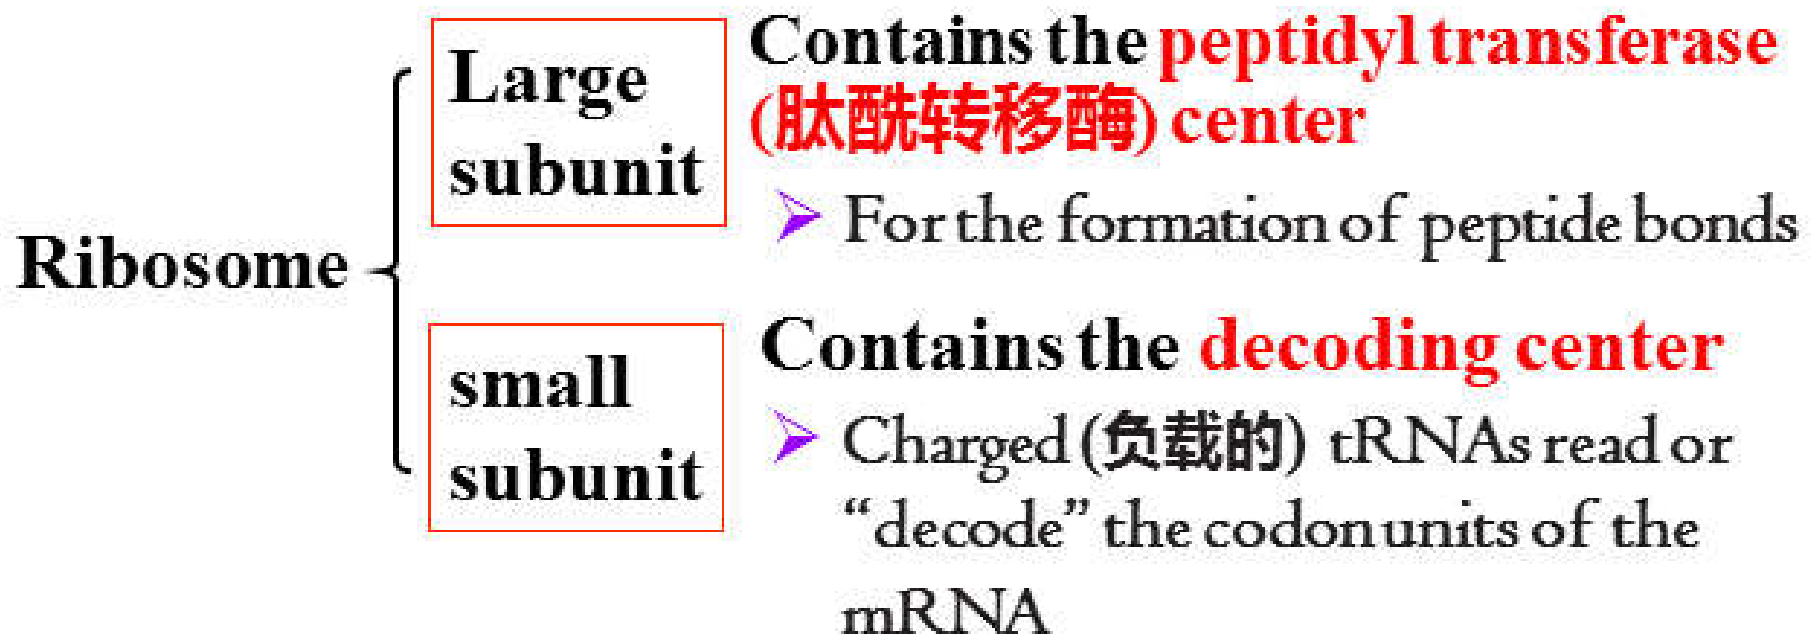 Ribosome
Large
subunit
Contains the peptidyl transferase
(肽酰转移酶) center
For the formation of peptide bonds
small
subunit
Contains the decoding center
Charged (负载的) tRNAs read or
“decode” the codon units of the
mRNA